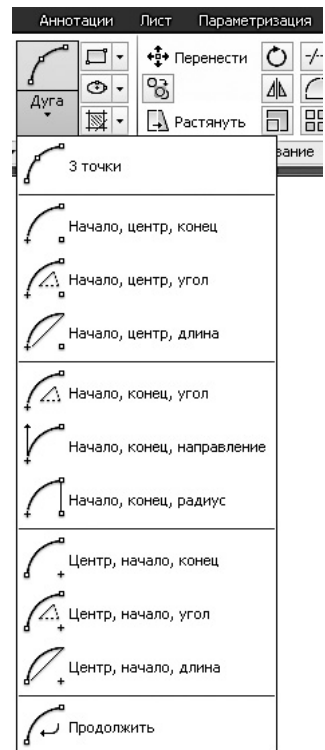 Аннотации Лист Параметризация
Перенести
Дуга
Растянуть
вание
3 точки
Начало, центр, конец
Начало, центр, угол
Начало, центр, длина
Начало, конец, угол
Начало, конец, направление
Начало, конец, радиус
Центр, начало, конец
Центр, начало, угол
Центр, начало, длина
Продолжить